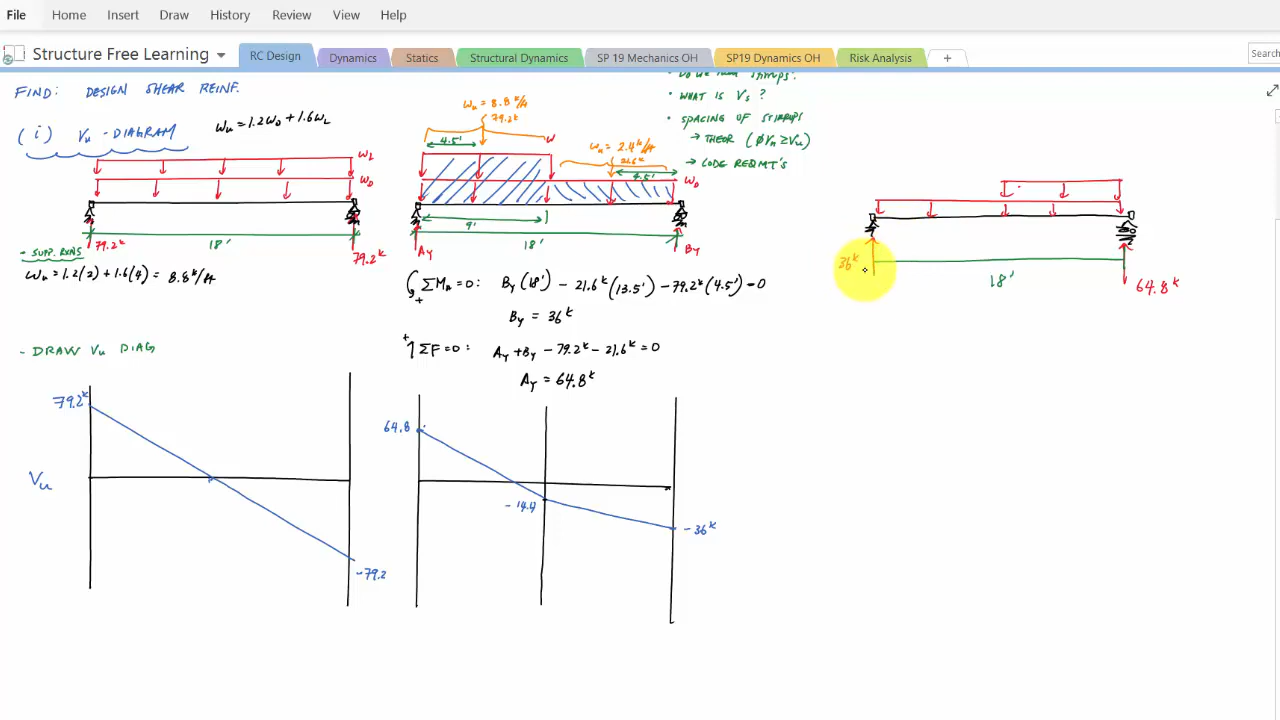 File Home Insert Draw History Review View Help
Structure Free Learning RC Design Dynamics Statics Structural Dynamics SP 19 Mechanics OH SP19 Dynamics OH Risk Analysis + Search
FIND: DESIGN SHEAR REINF.
(i) Vu-DIAGRAM
wu = 1.2wD + 1.6wL
wL
wD
18'
79.2k
79.2k
- SUPP. RXNS
wu = 1.2(2) + 1.6(4) = 8.8k/ft
wu = 8.8k/ft
79.2k
4.5'
w
wu = 2.4k/ft
21.6k
4.5'
wD
9'
18'
Ay
By
• WHAT IS Vs?
• SPACING OF STIRRUPS
→ THEOR (ϕVn ≥ Vu)
→ CODE REQMT'S
36k
18'
64.8k
+ ΣMA = 0: By(18') - 21.6k(13.5') - 79.2k(4.5') = 0
By = 36k
+↑ΣF = 0: Ay + By - 79.2k - 21.6k = 0
Ay = 64.8k
- DRAW Vu DIAG
79.2k
Vu
-79.2
64.8
-14.4
-36k